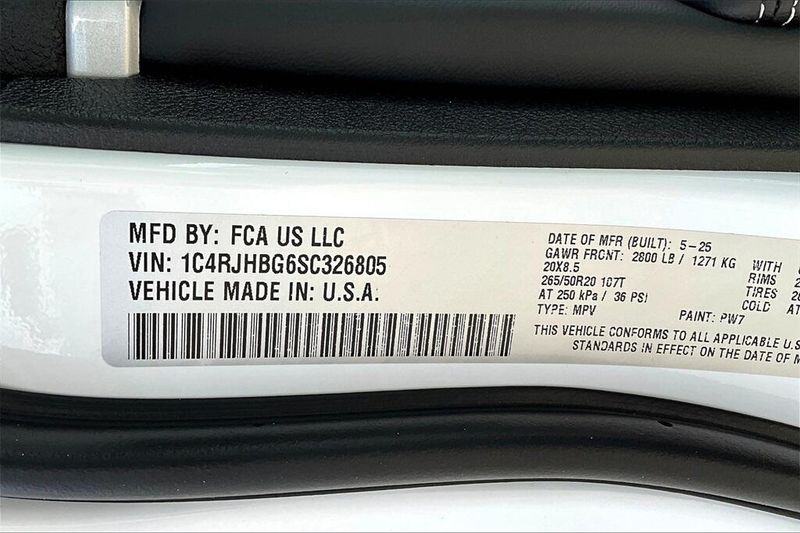 MFD BY: FCA US LLC
VIN: 1C4RJHBG6SC326805
VEHICLE MADE IN: U.S.A.
DATE OF MFR (BUILT): 5-25
GAWR FRONT: 2800 LB / 1271 KG
20X8.5 RIMS
265/50R20 107T TIRES
AT 250 kPa / 36 PSI COLD AT
TYPE: MPV PAINT: PW7
THIS VEHICLE CONFORMS TO ALL APPLICABLE U.S
STANDARDS IN EFFECT ON THE DATE OF M